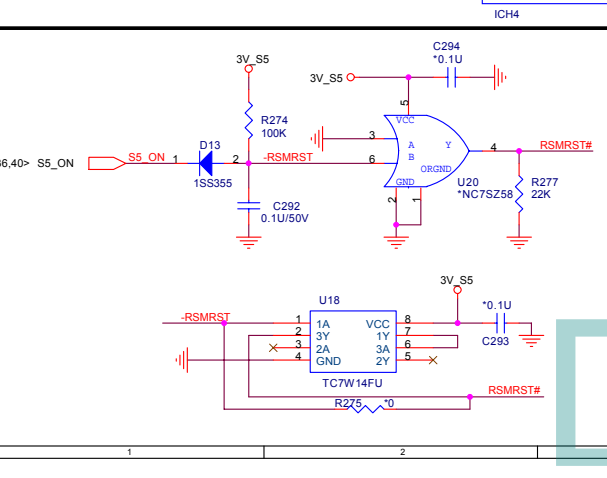 ICH4
3V_S5
C294
*0.1U
3V_S5
R274
100K
5
VCC
3
A
Y
B
6
4
RSMRST#
ORGND
GND
2
1
U20
*NC7SZ58
R277
22K
36,40> S5_ON
S5_ON
1
D13
2
-RSMRST
1SS355
C292
0.1U/50V
3V_S5
U18
*0.1U
-RSMRST
1
1A
VCC
8
2
3Y
1Y
7
3
2A
3A
6
4
GND
2Y
5
C293
TC7W14FU
RSMRST#
R275
*0
1
2